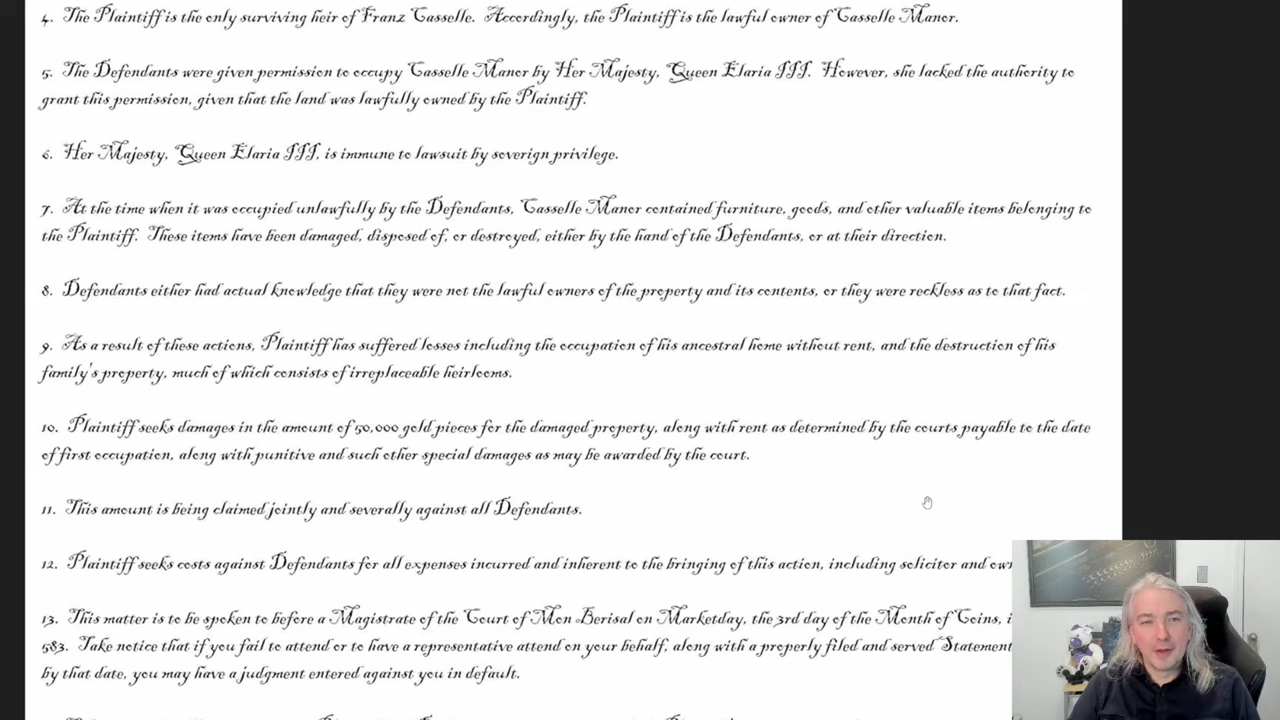 4. The Plaintiff is the only surviving heir of Franz Casselle. Accordingly, the Plaintiff is the lawful owner of Casselle Manor.
5. The Defendants were given permission to occupy Casselle Manor by Her Majesty, Queen Elaria III. However, she lacked the authority to
grant this permission, given that the land was lawfully owned by the Plaintiff.
6. Her Majesty, Queen Elaria III, is immune to lawsuit by soverign privilege.
7. At the time when it was occupied unlawfully by the Defendants, Casselle Manor contained furniture, goods, and other valuable items belonging to
the Plaintiff. These items have been damaged, disposed of, or destroyed, either by the hand of the Defendants, or at their direction.
8. Defendants either had actual knowledge that they were not the lawful owners of the property and its contents, or they were reckless as to that fact.
9. As a result of these actions, Plaintiff has suffered losses including the occupation of his ancestral home without rent, and the destruction of his
family's property, much of which consists of irreplaceable heirlooms.
10. Plaintiff seeks damages in the amount of 50,000 gold pieces for the damaged property, along with rent as determined by the courts payable to the date
of first occupation, along with punitive and such other special damages as may be awarded by the court.
11. This amount is being claimed jointly and severally against all Defendants.
12. Plaintiff seeks costs against Defendants for all expenses incurred and inherent to the bringing of this action, including solicitor and
13. This matter is to be spoken to before a Magistrate of the Court of Mon Berisal on Marketday, the 3rd day of the Month of Coins,
583. Take notice that if you fail to attend or to have a representative attend on your behalf, along with a properly filed and served Statement
by that date, you may have a judgment entered against you in default.